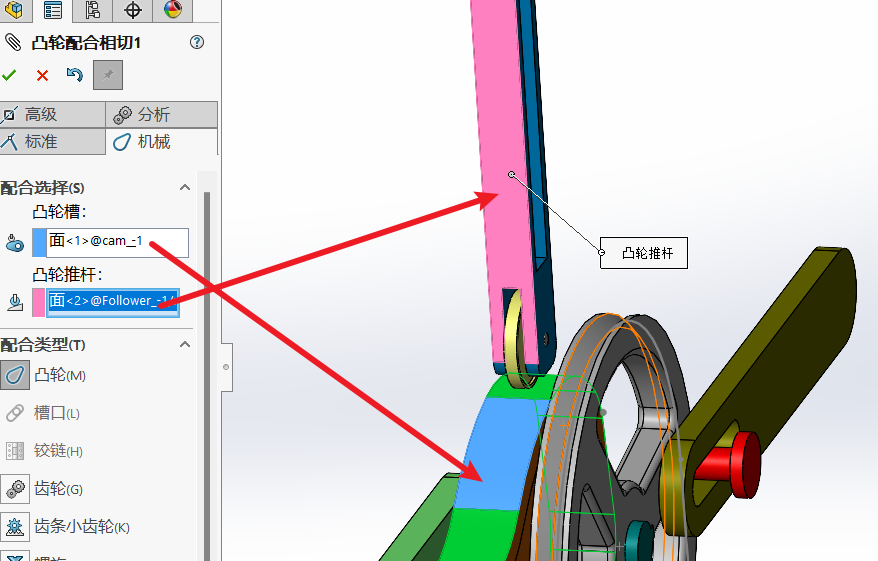 凸轮配合相切1
高级
分析
标准
机械
配合选择(S)
凸轮槽:
面<1>@cam_-1
凸轮推杆:
面<2>@Follower_-1/
凸轮推杆
配合类型(T)
凸轮(M)
槽口(L)
铰链(H)
齿轮(G)
齿条小齿轮(K)